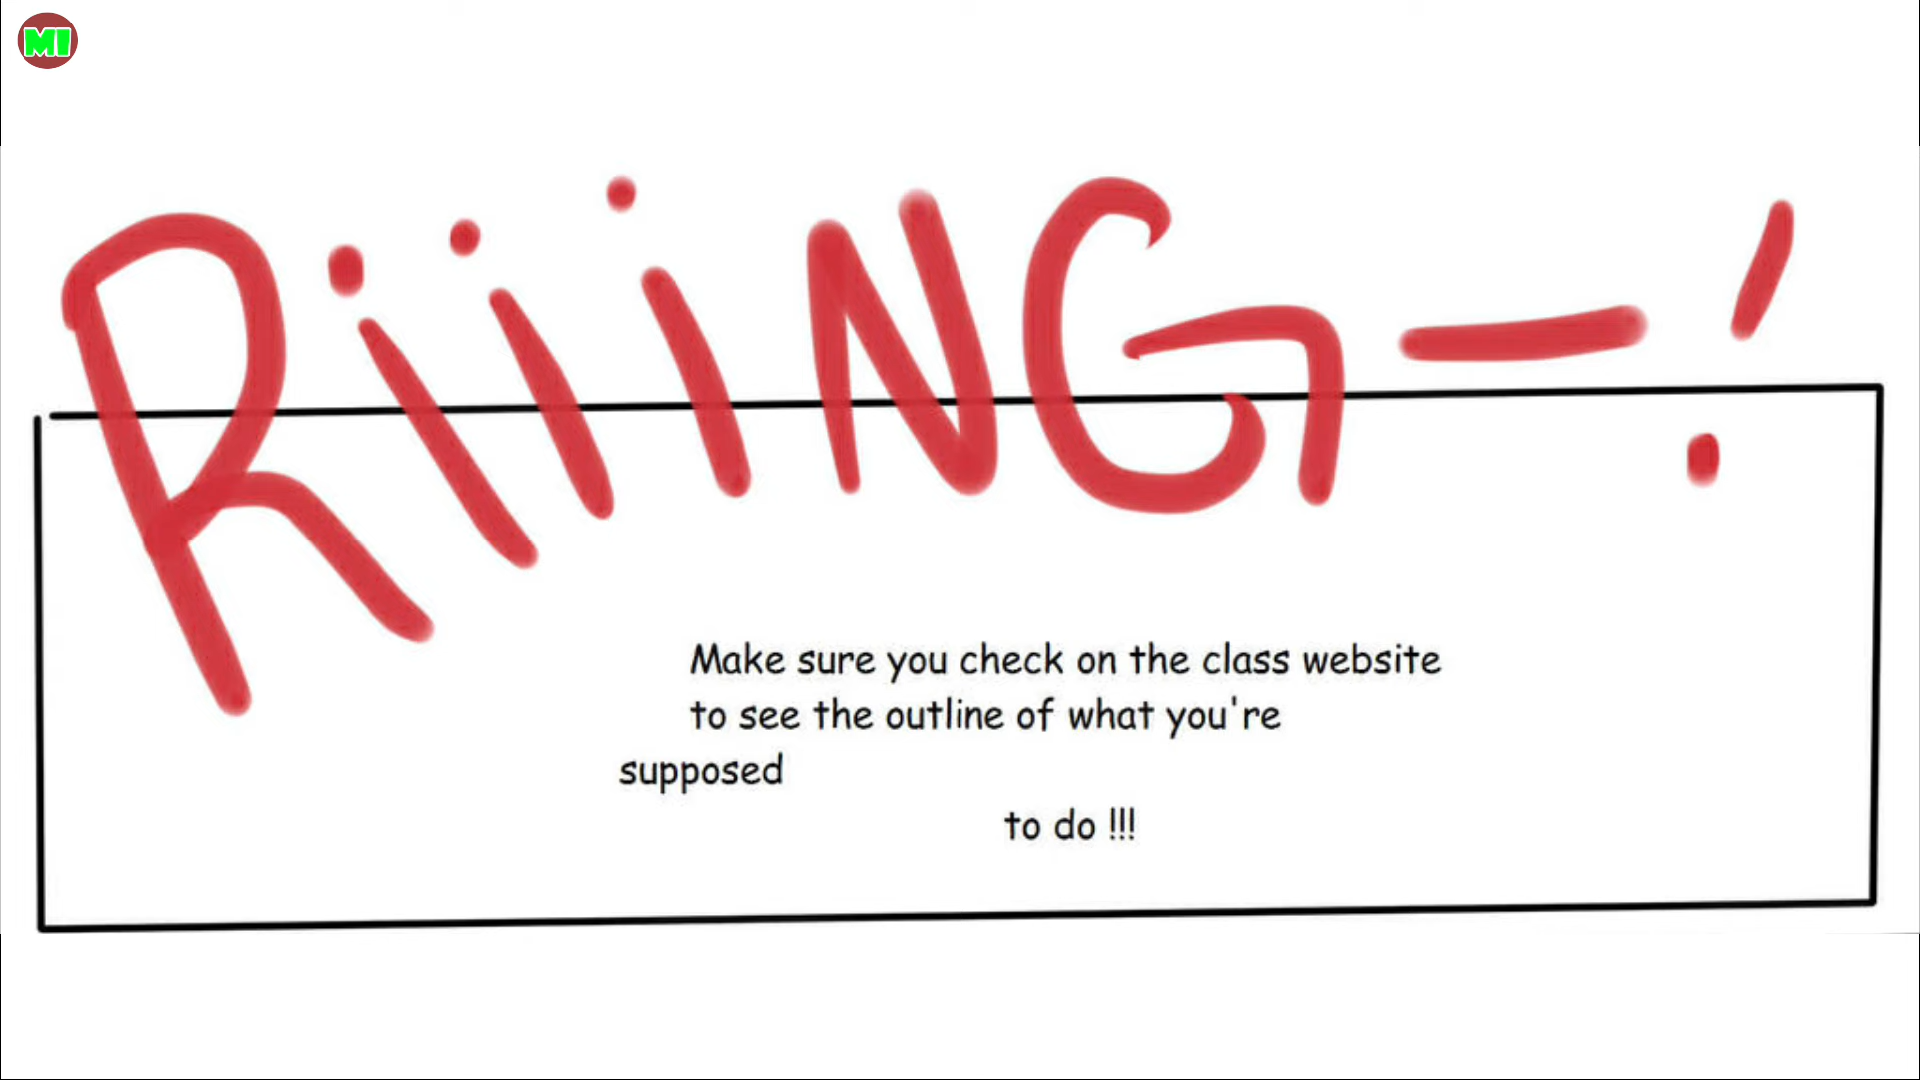 MI
RiiiNG—!
Make sure you check on the class website
to see the outline of what you're
supposed
to do !!!